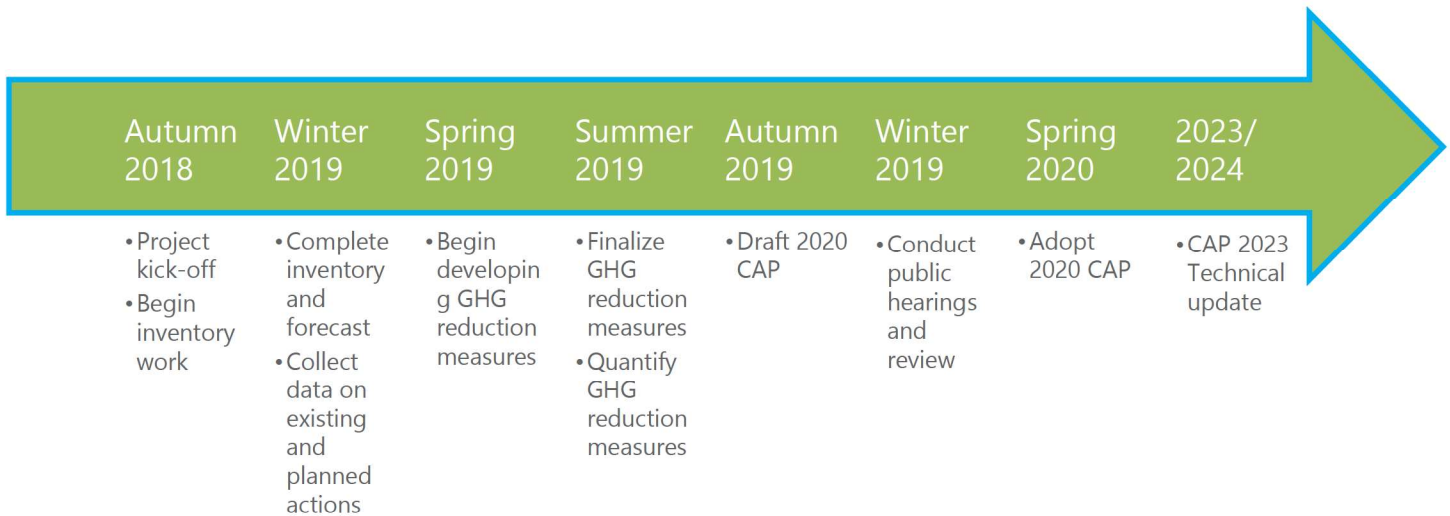 Autumn
2018
Winter
2019
Spring
2019
Summer
2019
Autumn
2019
Winter
2019
Spring
2020
2023/
2024
• Project
kick-off
• Begin
inventory
work
• Complete
inventory
and
forecast
• Collect
data on
existing
and
planned
actions
• Begin
developin
g GHG
reduction
measures
• Finalize
GHG
reduction
measures
• Quantify
GHG
reduction
measures
• Draft 2020
CAP
• Conduct
public
hearings
and
review
• Adopt
2020 CAP
• CAP 2023
Technical
update